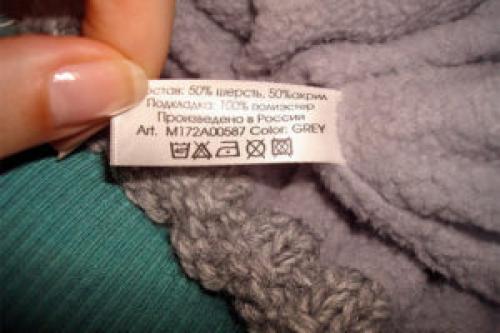 остав: 50% шерсть, 50%акрил
Подкладка: 100% полиэстер
Произведено в России
Art. M172A00587 Color: GREY